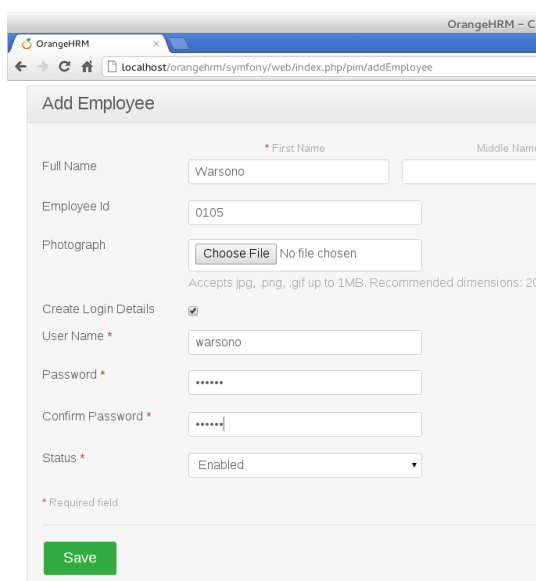 OrangeHRM - C
OrangeHRM ×
localhost/orangehrm/symfony/web/index.php/pim/addEmployee
Add Employee
* First Name Middle Name
Full Name Warsono
Employee Id 0105
Photograph Choose File No file chosen
Accepts jpg, .png, .gif up to 1MB. Recommended dimensions: 20
Create Login Details
User Name * warsono
Password * ••••••
Confirm Password * ••••••
Status * Enabled
* Required field
Save